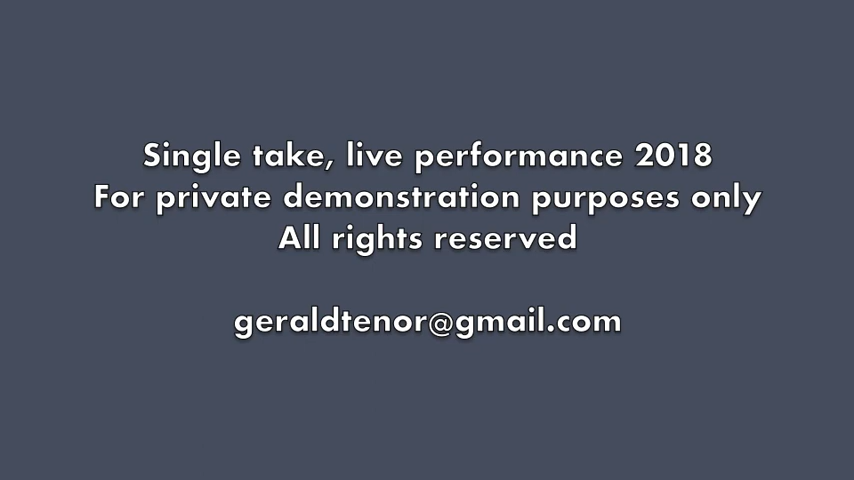 Single take, live performance 2018
For private demonstration purposes only
All rights reserved
geraldtenor@gmail.com